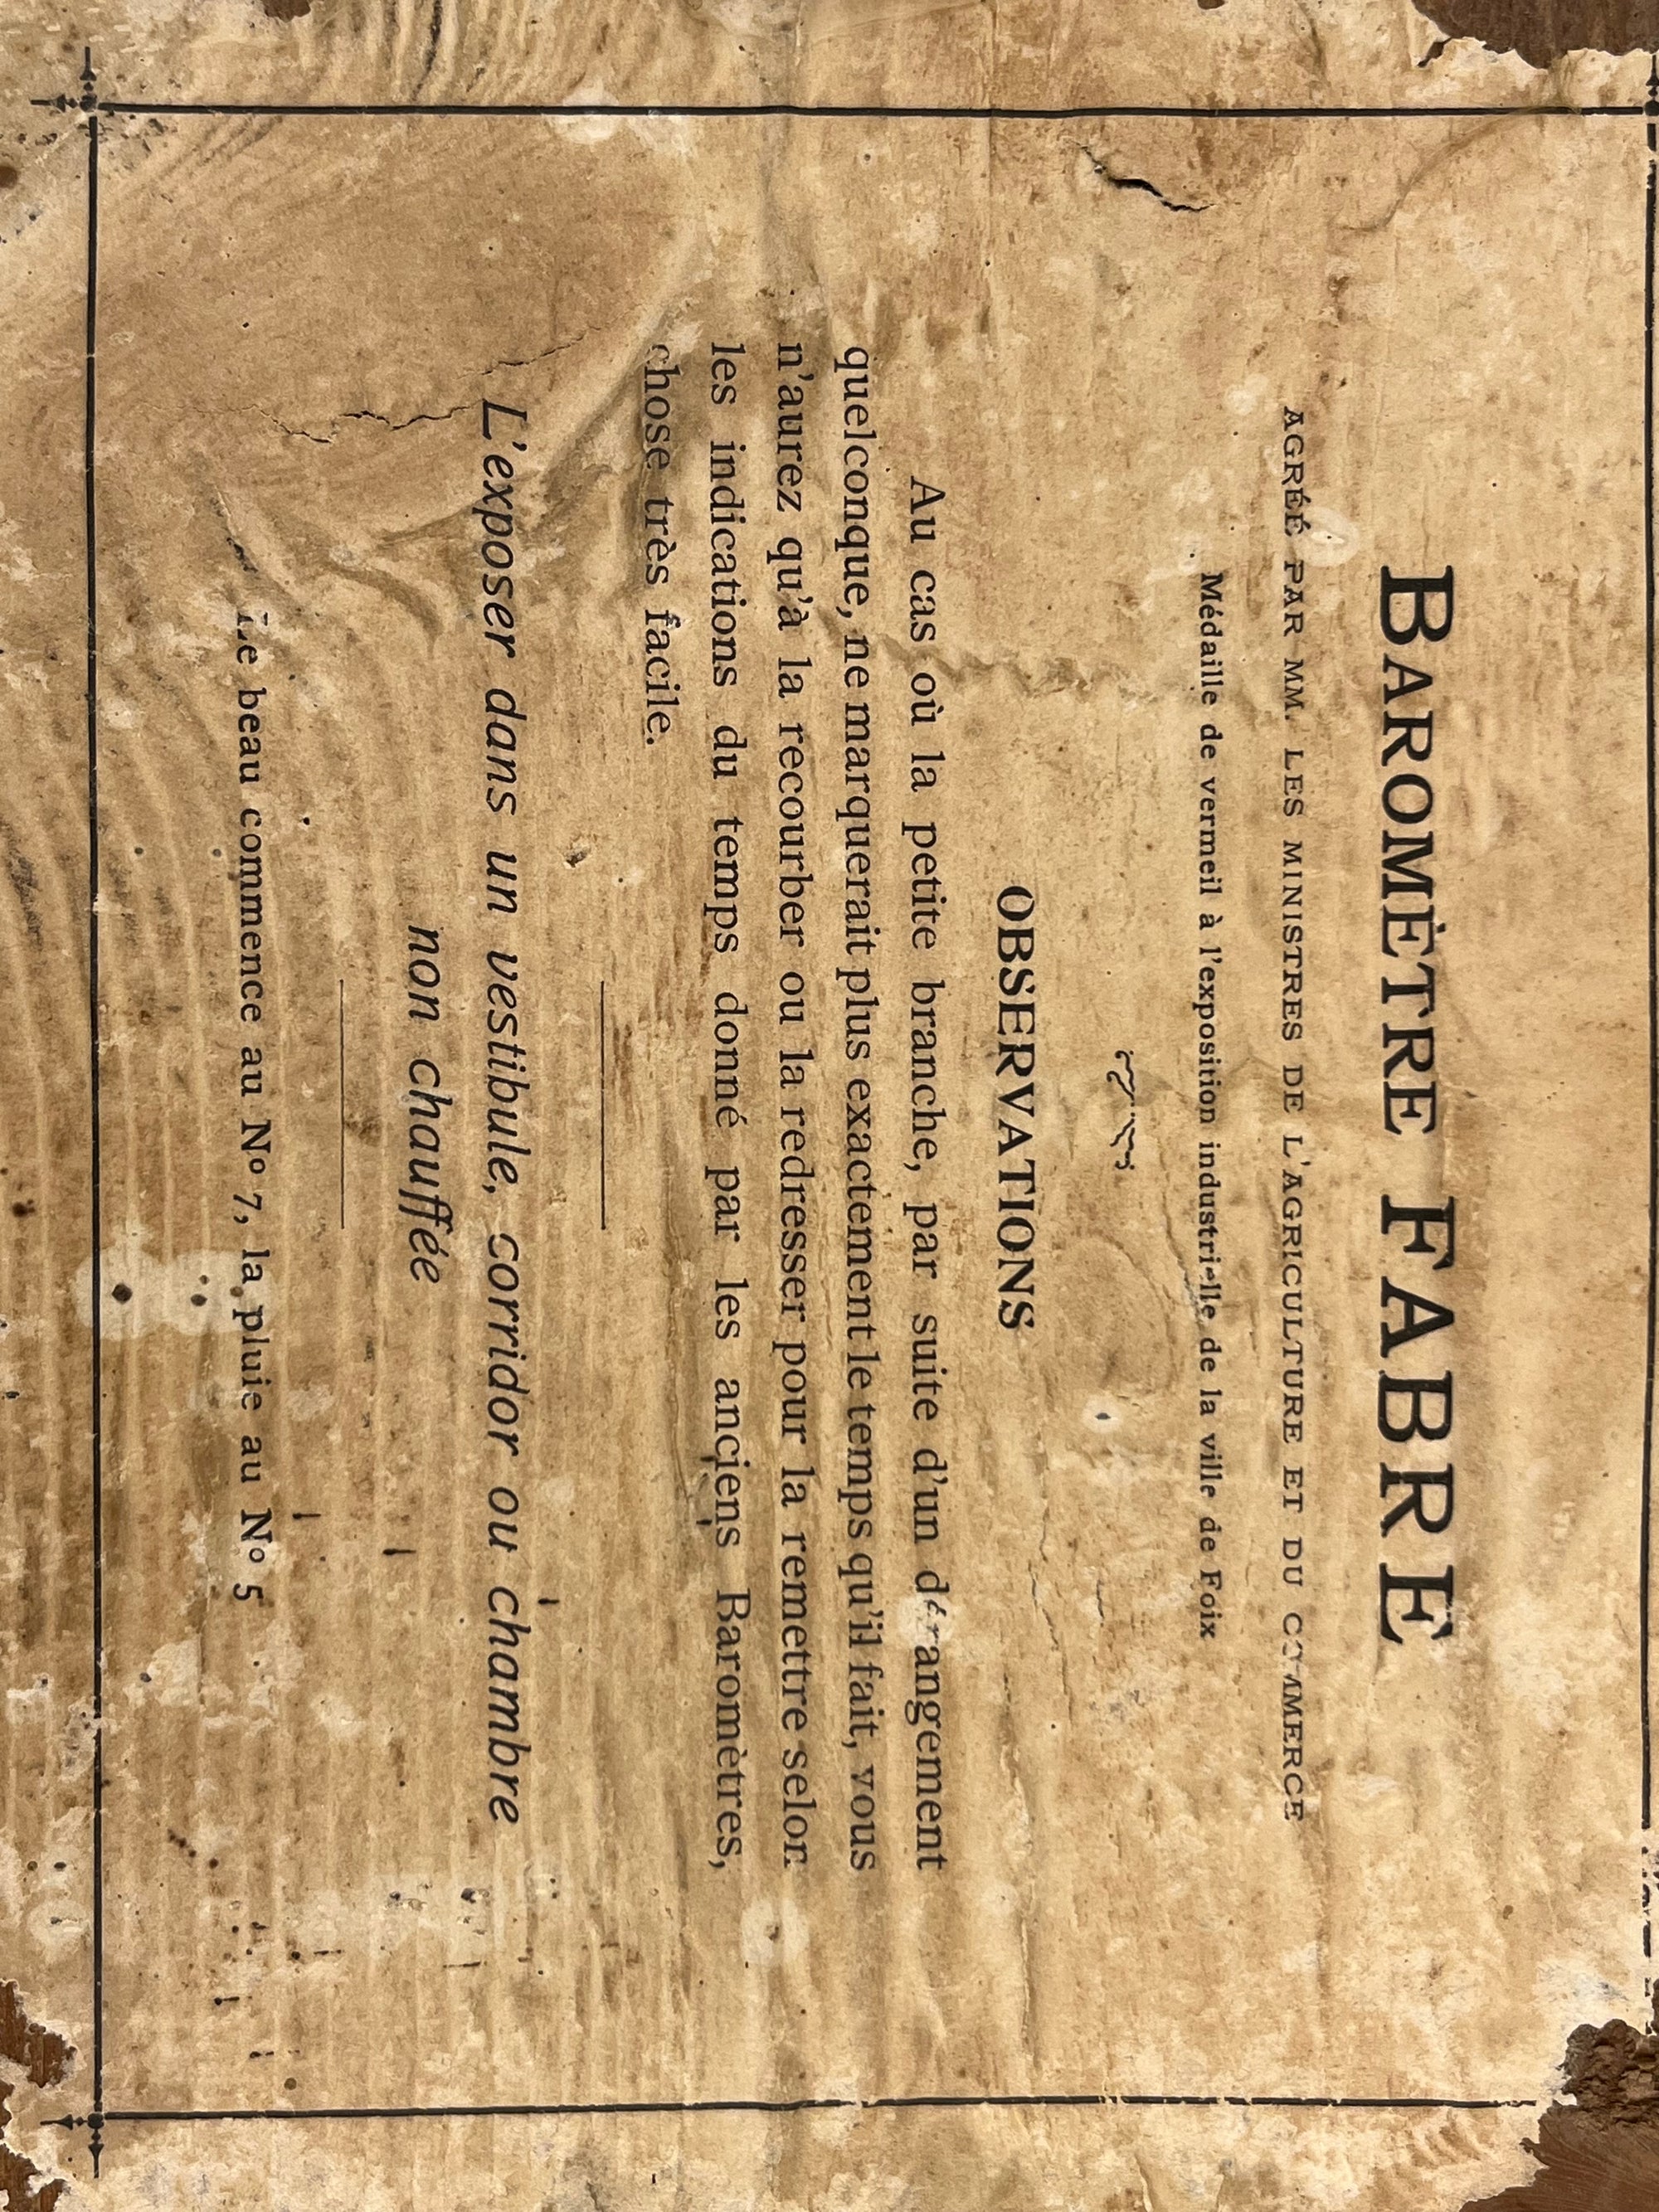 BAROMÈTRE FABRE
AGRÉÉ PAR MM. LES MINISTRES DE L'AGRICULTURE ET DU COMMERCE
Médaille de vermeil à l'exposition industrielle de la ville de Foix
OBSERVATIONS
Au cas où la petite branche, par suite d'un dérangement
quelconque, ne marquerait plus exactement le temps qu'il fait, vous
n'aurez qu'à la recourber ou la redresser pour la remettre selon
les indications du temps donné par les anciens Baromètres,
chose très facile.
L'exposer dans un vestibule, corridor ou chambre
non chauffée
Le beau commence au Nº 7, la pluie au Nº 5